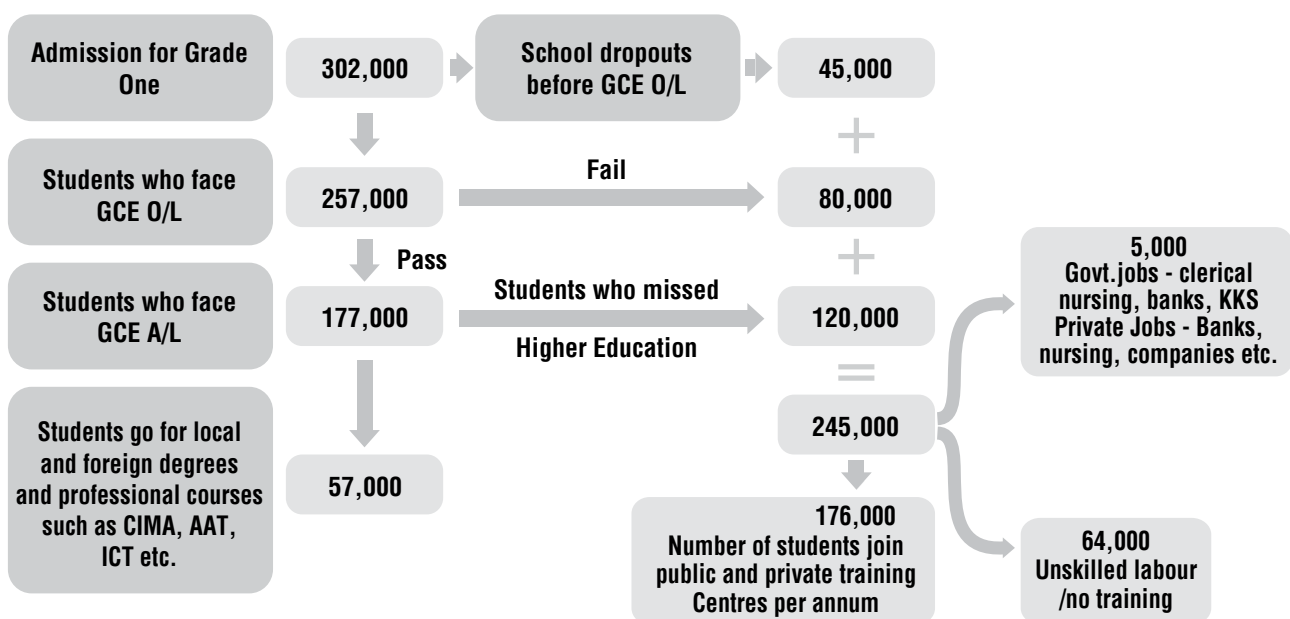 Admission for Grade
One
302,000
School dropouts
before GCE O/L
45,000
+
Students who face
GCE O/L
257,000
Fail
80,000
+
Pass
Students who face
GCE A/L
177,000
Students who missed
Higher Education
120,000
=
245,000
5,000
Govt.jobs - clerical
nursing, banks, KKS
Private Jobs - Banks,
nursing, companies etc.
Students go for local
and foreign degrees
and professional courses
such as CIMA, AAT,
ICT etc.
57,000
176,000
Number of students join
public and private training
Centres per annum
64,000
Unskilled labour
/no training